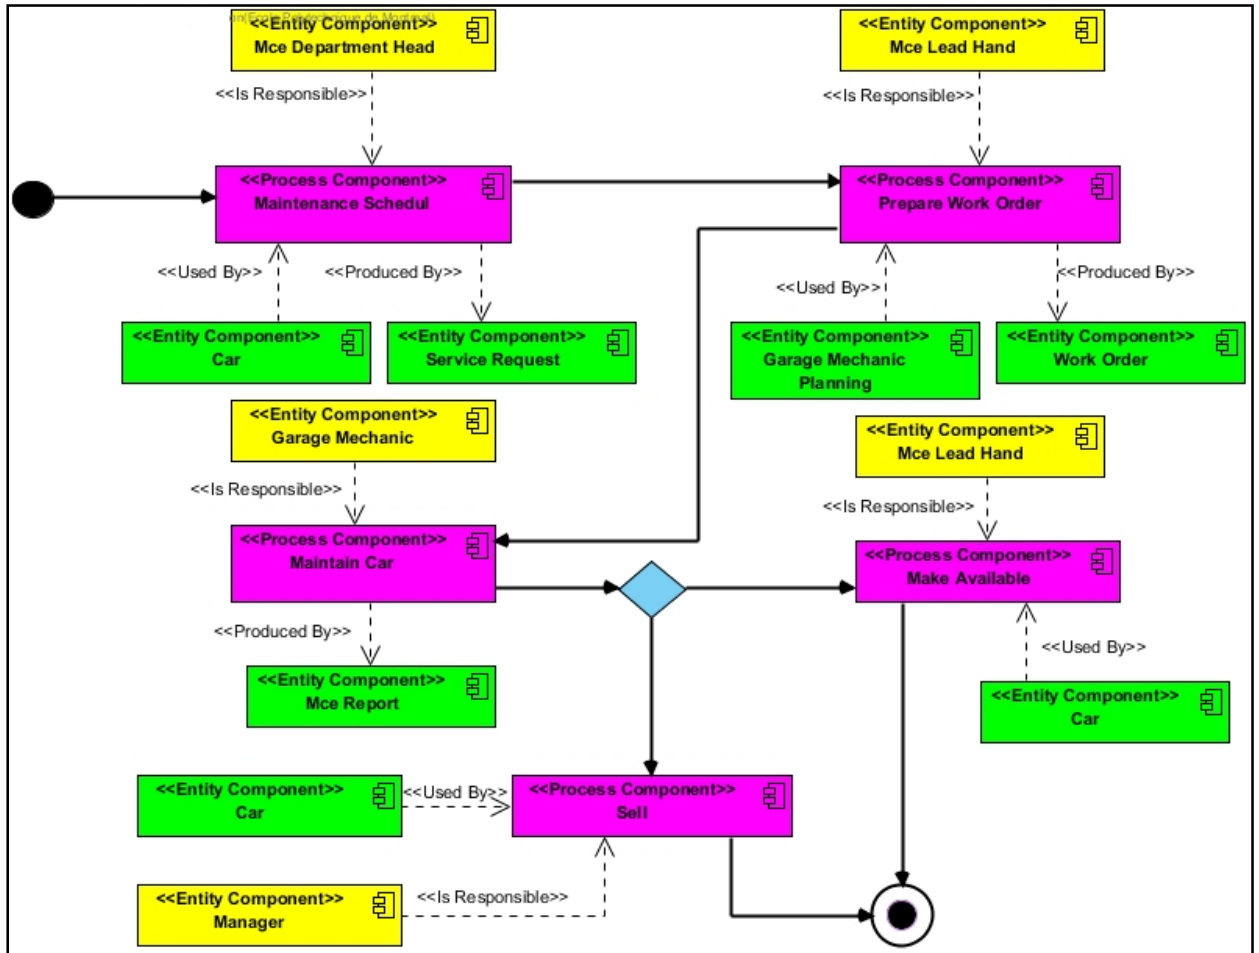 <<Entity Component>>
Mce Department Head
<<Entity Component>>
Mce Lead Hand
<<Is Responsible>>
<<Is Responsible>>
<<Process Component>>
Maintenance Schedul
<<Process Component>>
Prepare Work Order
<<Used By>>
<<Produced By>>
<<Used By>>
<<Produced By>>
<<Entity Component>>
Car
<<Entity Component>>
Service Request
<<Entity Component>>
Garage Mechanic
Planning
<<Entity Component>>
Work Order
<<Entity Component>>
Garage Mechanic
<<Entity Component>>
Mce Lead Hand
<<Is Responsible>>
<<Is Responsible>>
<<Process Component>>
Maintain Car
<<Process Component>>
Make Available
<<Produced By>>
<<Used By>>
<<Entity Component>>
Mce Report
<<Entity Component>>
Car
<<Entity Component>>
Car
<<Used By>>
<<Process Component>>
Sell
<<Entity Component>>
Manager
<<Is Responsible>>